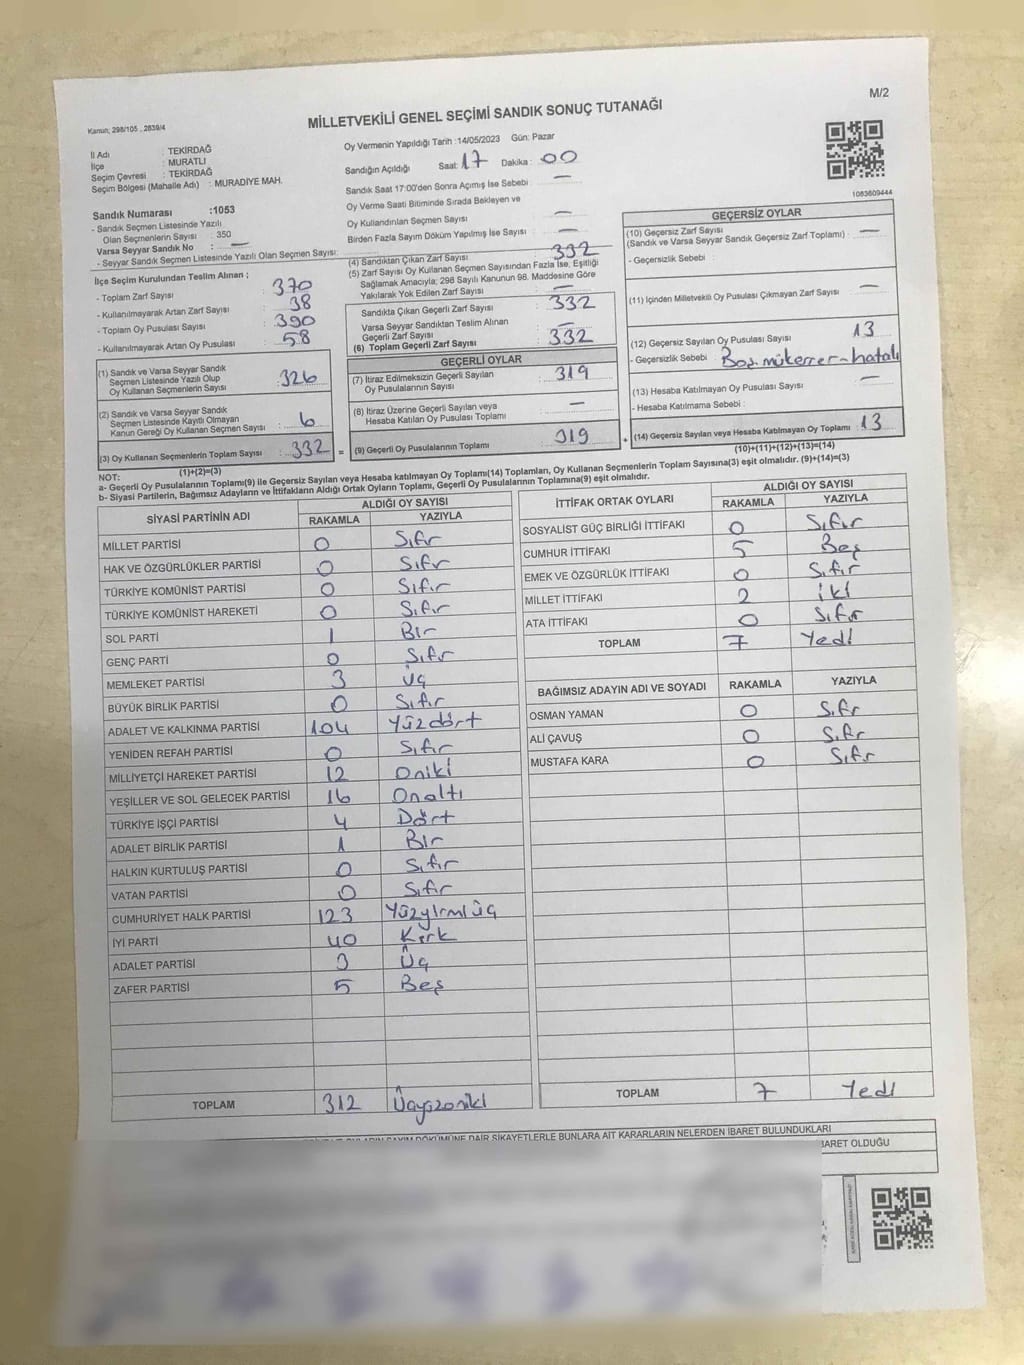 M/2
Kanun; 298/105 , 2839/4
MİLLETVEKİLİ GENEL SEÇİMİ SANDIK SONUÇ TUTANAĞI
İl Adı : TEKİRDAĞ
İlçe : MURATLI
Seçim Çevresi : TEKİRDAĞ
Seçim Bölgesi (Mahalle Adı) : MURADİYE MAH.
Sandık Numarası :1053
- Sandık Seçmen Listesinde Yazılı
Olan Seçmenlerin Sayısı : 350
Varsa Seyyar Sandık No : —
- Seyyar Sandık Seçmen Listesinde Yazılı Olan Seçmen Sayısı:
İlçe Seçim Kurulundan Teslim Alınan ;
- Toplam Zarf Sayısı : 370
- Kullanılmayarak Artan Zarf Sayısı : 38
- Toplam Oy Pusulası Sayısı : 390
- Kullanılmayarak Artan Oy Pusulası : 58
(1) Sandık ve Varsa Seyyar Sandık
Seçmen Listesinde Yazılı Olup
Oy Kullanan Seçmenlerin Sayısı : 326
(2) Sandık ve Varsa Seyyar Sandık
Seçmen Listesinde Kayıtlı Olmayan
Kanun Gereği Oy Kullanan Seçmen Sayısı : 6
(3) Oy Kullanan Seçmenlerin Toplam Sayısı : 332
(1)+(2)=(3)
Oy Vermenin Yapıldığı Tarih :14/05/2023 Gün: Pazar
Sandığın Açıldığı Saat: 17 Dakika : 00
Sandık Saat 17:00'den Sonra Açımış İse Sebebi : —
Oy Verme Saati Bitiminde Sırada Bekleyen ve
Oy Kullandırılan Seçmen Sayısı : —
Birden Fazla Sayım Döküm Yapılmış İse Sayısı : —
(4) Sandıktan Çıkan Zarf Sayısı : 332
(5) Zarf Sayısı Oy Kullanan Seçmen Sayısından Fazla İse, Eşitliği
Sağlamak Amacıyla; 298 Sayılı Kanunun 98. Maddesine Göre
Yakılarak Yok Edilen Zarf Sayısı : —
Sandıkta Çıkan Geçerli Zarf Sayısı : 332
Varsa Seyyar Sandıktan Teslim Alınan
Geçerli Zarf Sayısı : —
(6) Toplam Geçerli Zarf Sayısı : 332
GEÇERLİ OYLAR
(7) İtiraz Edilmeksizin Geçerli Sayılan
Oy Pusulalarının Sayısı : 319
(8) İtiraz Üzerine Geçerli Sayılan veya
Hesaba Katılan Oy Pusulası Toplamı : —
= (9) Geçerli Oy Pusulalarının Toplamı : 319
1083609444
GEÇERSİZ OYLAR
(10) Geçersiz Zarf Sayısı
(Sandık ve Varsa Seyyar Sandık Geçersiz Zarf Toplamı) : —
- Geçersizlik Sebebi :
(11) İçinden Milletvekili Oy Pusulası Çıkmayan Zarf Sayısı : —
(12) Geçersiz Sayılan Oy Pusulası Sayısı : 13
- Geçersizlik Sebebi : Boş-mükerrer-hatalı
(13) Hesaba Katılmayan Oy Pusulası Sayısı : —
- Hesaba Katılmama Sebebi :
+ (14) Geçersiz Sayılan veya Hesaba Katılmayan Oy Toplamı : 13
(10)+(11)+(12)+(13)=(14)
NOT:
a- Geçerli Oy Pusulalarının Toplamı(9) ile Geçersiz Sayılan veya Hesaba katılmayan Oy Toplamı(14) Toplamları, Oy Kullanan Seçmenlerin Toplam Sayısına(3) eşit olmalıdır. (9)+(14)=(3)
b- Siyasi Partilerin, Bağımsız Adayların ve İttifakların Aldığı Ortak Oyların Toplamı, Geçerli Oy Pusulalarının Toplamına(9) eşit olmalıdır.
SİYASİ PARTİNİN ADI ALDIĞI OY SAYISI
RAKAMLA YAZIYLA
MİLLET PARTİSİ 0 Sıfır
HAK VE ÖZGÜRLÜKLER PARTİSİ 0 Sıfır
TÜRKİYE KOMÜNİST PARTİSİ 0 Sıfır
TÜRKİYE KOMÜNİST HAREKETİ 0 Sıfır
SOL PARTİ 1 Bir
GENÇ PARTİ 0 Sıfır
MEMLEKET PARTİSİ 3 Üç
BÜYÜK BİRLİK PARTİSİ 0 Sıfır
ADALET VE KALKINMA PARTİSİ 104 Yüzdört
YENİDEN REFAH PARTİSİ 0 Sıfır
MİLLİYETÇİ HAREKET PARTİSİ 12 Oniki
YEŞİLLER VE SOL GELECEK PARTİSİ 16 Onaltı
TÜRKİYE İŞÇİ PARTİSİ 4 Dört
ADALET BİRLİK PARTİSİ 1 Bir
HALKIN KURTULUŞ PARTİSİ 0 Sıfır
VATAN PARTİSİ 0 Sıfır
CUMHURİYET HALK PARTİSİ 123 Yüzyirmiüç
İYİ PARTİ 40 Kırk
ADALET PARTİSİ 3 Üç
ZAFER PARTİSİ 5 Beş
TOPLAM 312 Üçyüzoniki
İTTİFAK ORTAK OYLARI ALDIĞI OY SAYISI
RAKAMLA YAZIYLA
SOSYALİST GÜÇ BİRLİĞİ İTTİFAKI 0 Sıfır
CUMHUR İTTİFAKI 5 Beş
EMEK VE ÖZGÜRLÜK İTTİFAKI 0 Sıfır
MİLLET İTTİFAKI 2 iki
ATA İTTİFAKI 0 Sıfır
TOPLAM 7 Yedi
BAĞIMSIZ ADAYIN ADI VE SOYADI RAKAMLA YAZIYLA
OSMAN YAMAN 0 Sıfır
ALİ ÇAVUŞ 0 Sıfır
MUSTAFA KARA 0 Sıfır
TOPLAM 7 Yedi
DÖKÜMÜNE DAİR ŞİKAYETLERLE BUNLARA AİT KARARLARIN NELERDEN İBARET BULUNDUKLARI
İBARET OLDUĞU